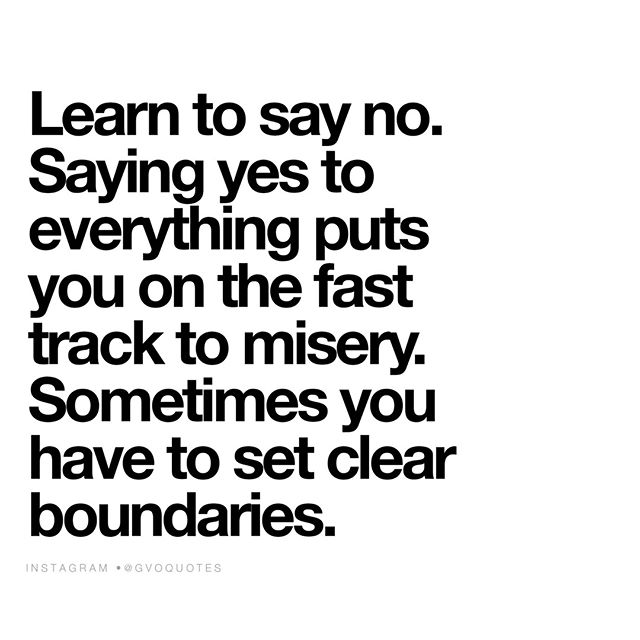 Learn to say no.
Saying yes to
everything puts
you on the fast
track to misery.
Sometimes you
have to set clear
boundaries.
INSTAGRAM •@GVOQUOTES